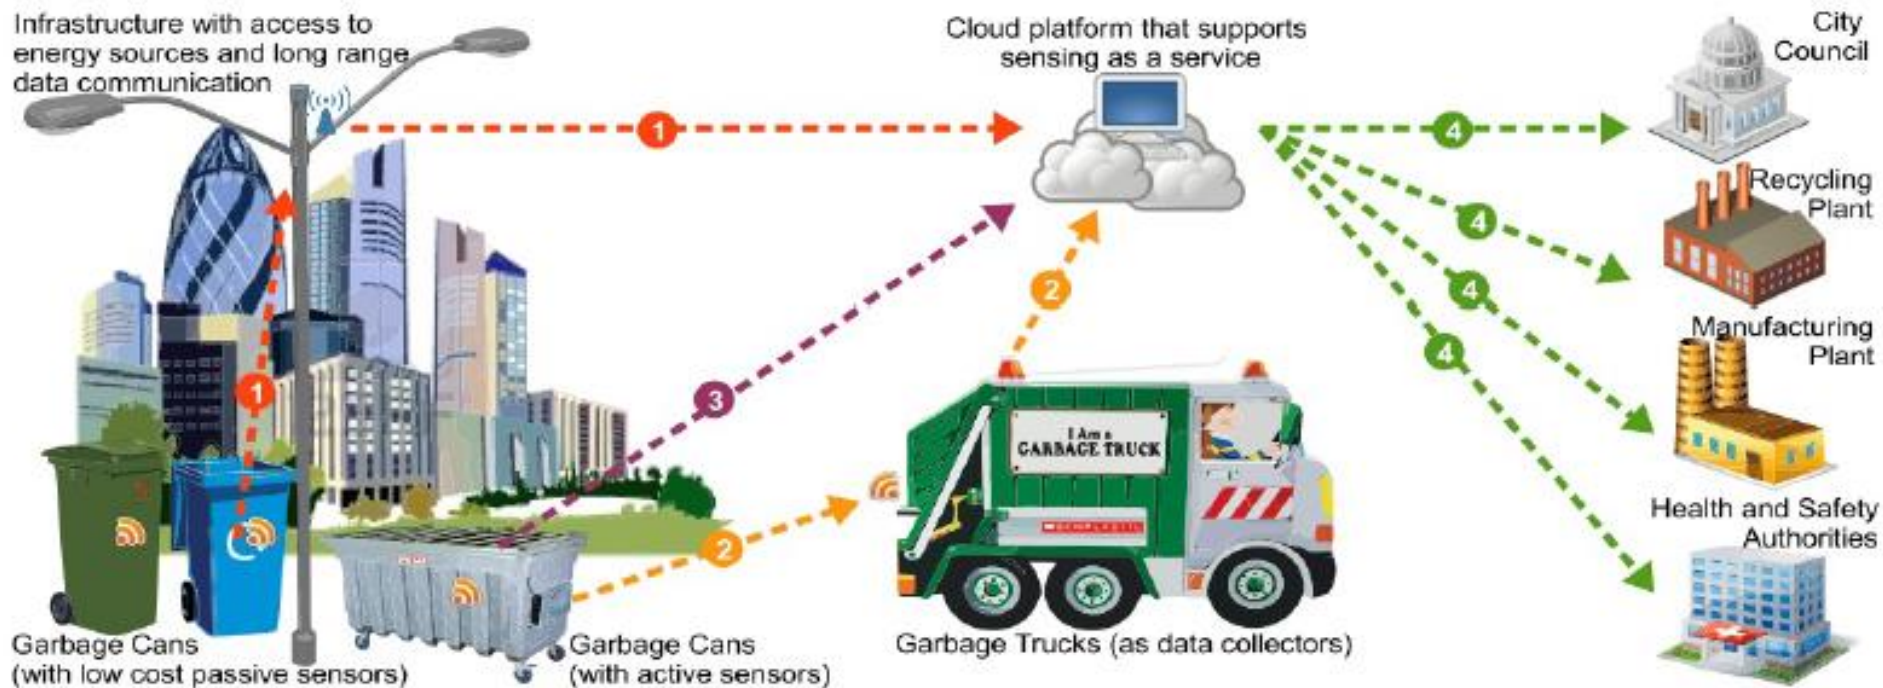 Infrastructure with access to
energy sources and long range
data communication
1
1
Cloud platform that supports
sensing as a service
3
2
2
4
4
4
4
City
Council
Recycling
Plant
Manufacturing
Plant
Health and Safety
Authorities
I Am a
GARBAGE TRUCK
SCHOLASTIC
Garbage Cans
(with low cost passive sensors)
Garbage Cans
(with active sensors)
Garbage Trucks (as data collectors)